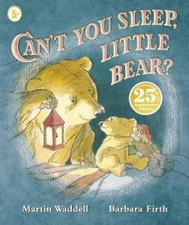 CAN'T YOU SLEEP,
LITTLE
BEAR?
25
Martin Waddell Barbara Firth